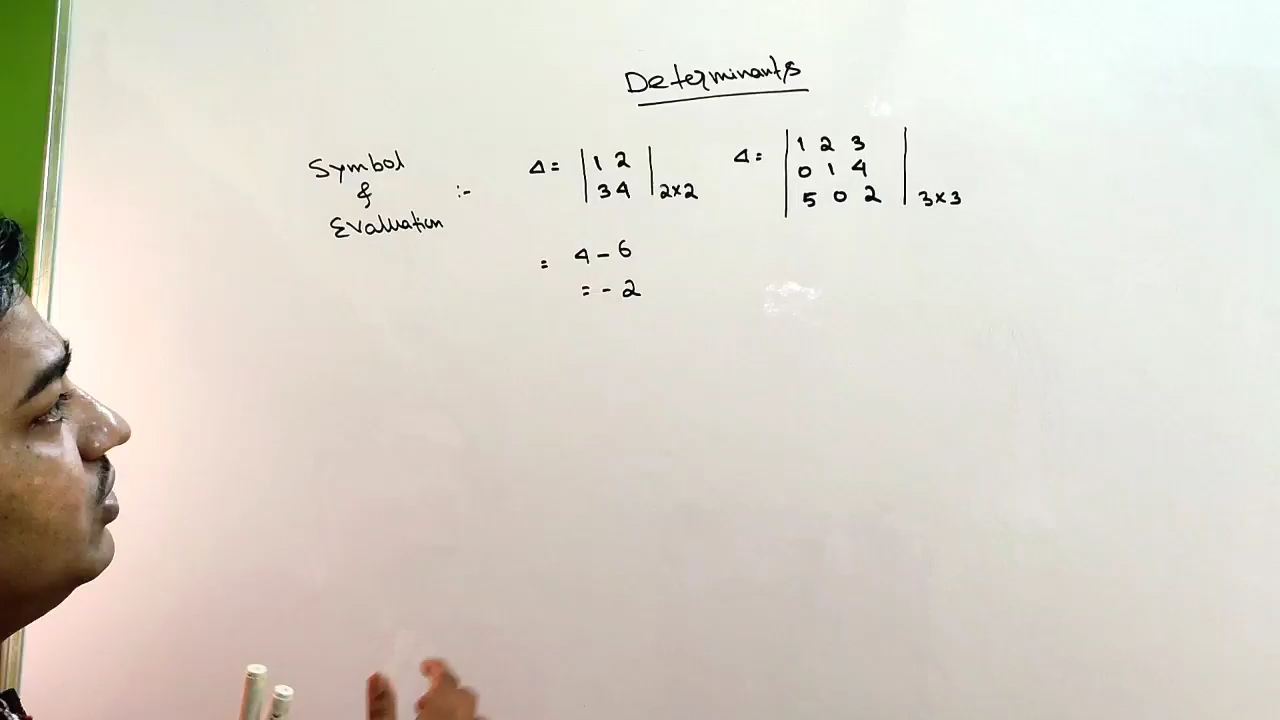 Determinants
Symbol
&
Evaluation :-
Δ = | 1 2 |
| 3 4 | 2×2
= 4 - 6
= - 2
Δ = | 1 2 3 |
| 0 1 4 |
| 5 0 2 | 3×3